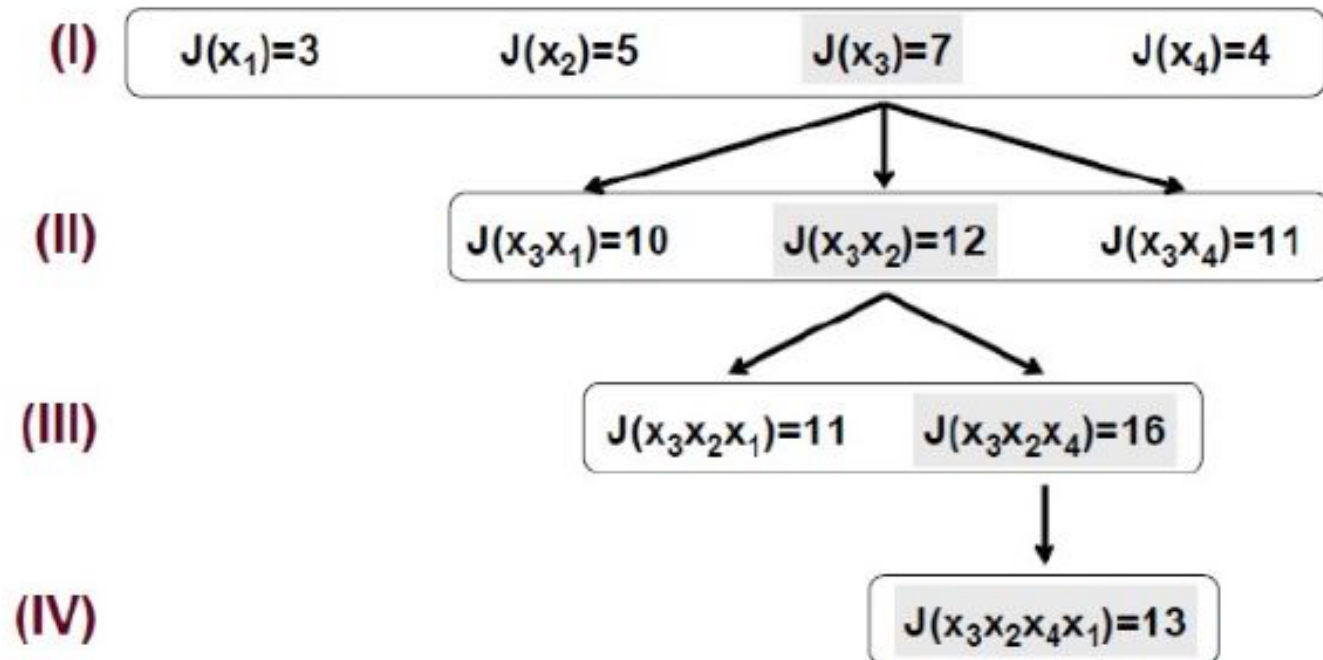 (I) J(x₁)=3 J(x₂)=5 J(x₃)=7 J(x₄)=4
(II) J(x₃x₁)=10 J(x₃x₂)=12 J(x₃x₄)=11
(III) J(x₃x₂x₁)=11 J(x₃x₂x₄)=16
(IV) J(x₃x₂x₄x₁)=13